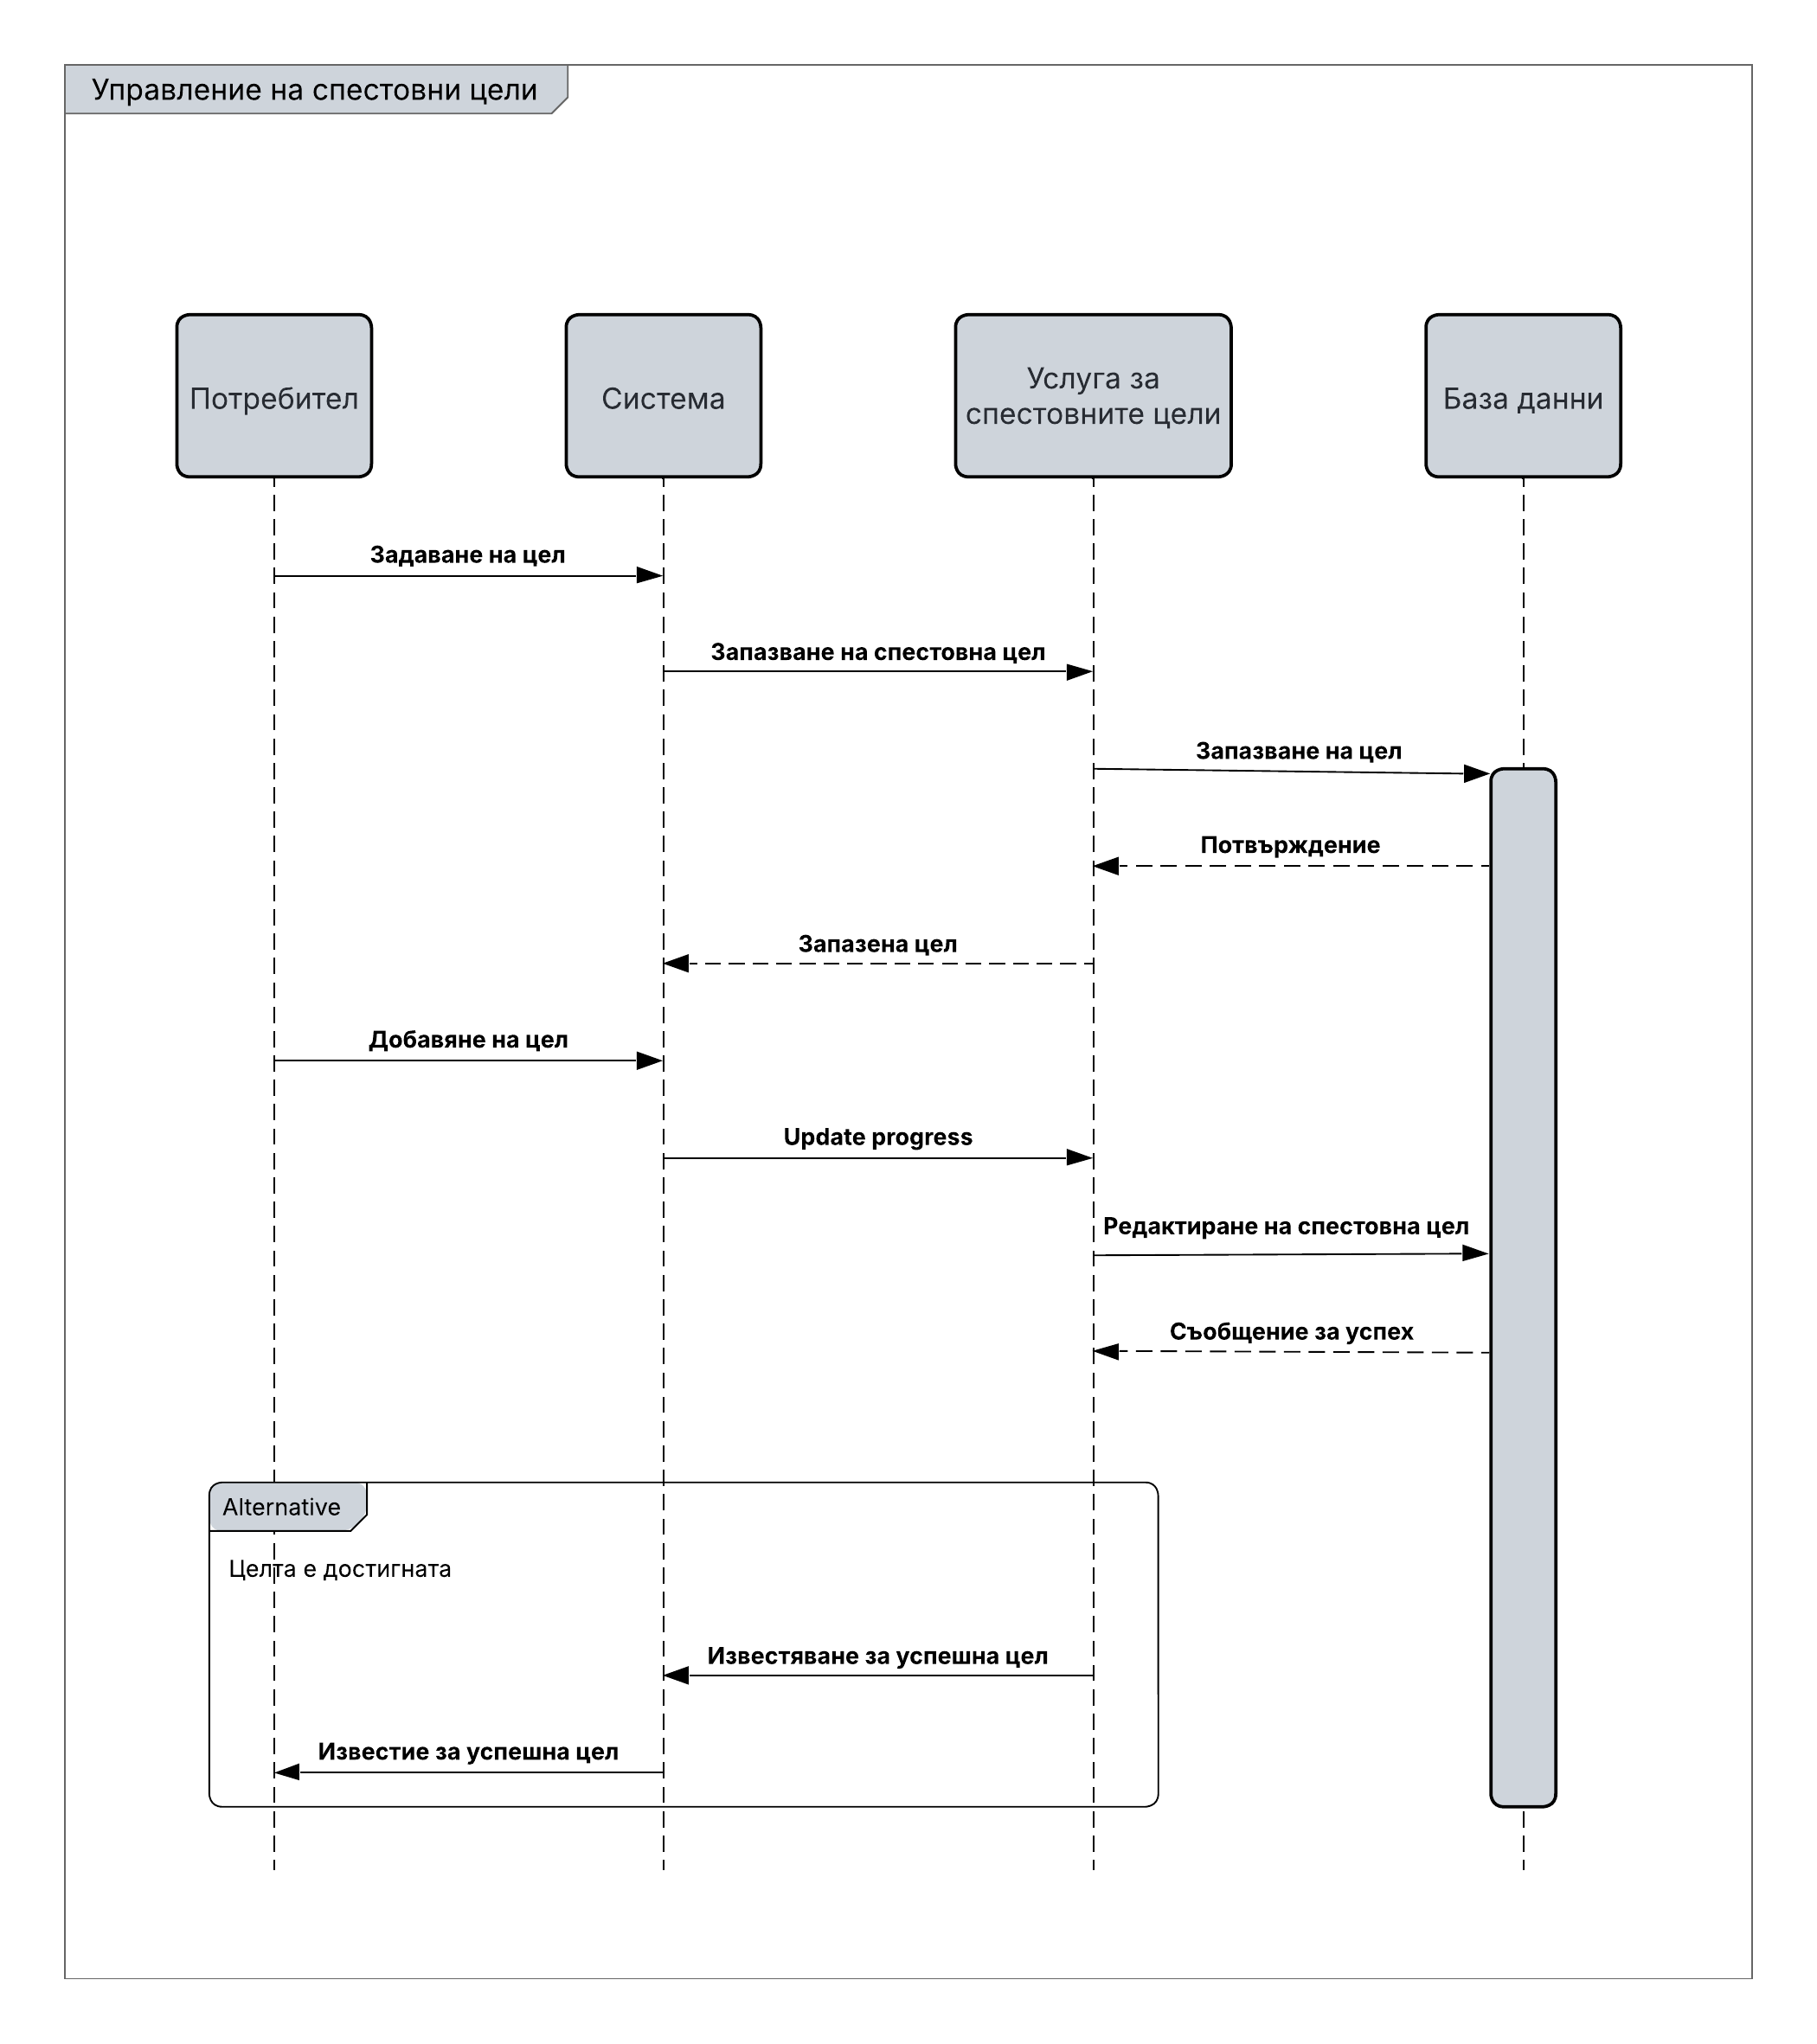 Управление на спестовни цели
Потребител
Система
Услуга за
спестовните цели
База данни
Задаване на цел
Запазване на спестовна цел
Запазване на цел
Потвърждение
Запазена цел
Добавяне на цел
Update progress
Редактиране на спестовна цел
Съобщение за успех
Alternative
Целта е достигната
Известяване за успешна цел
Известие за успешна цел